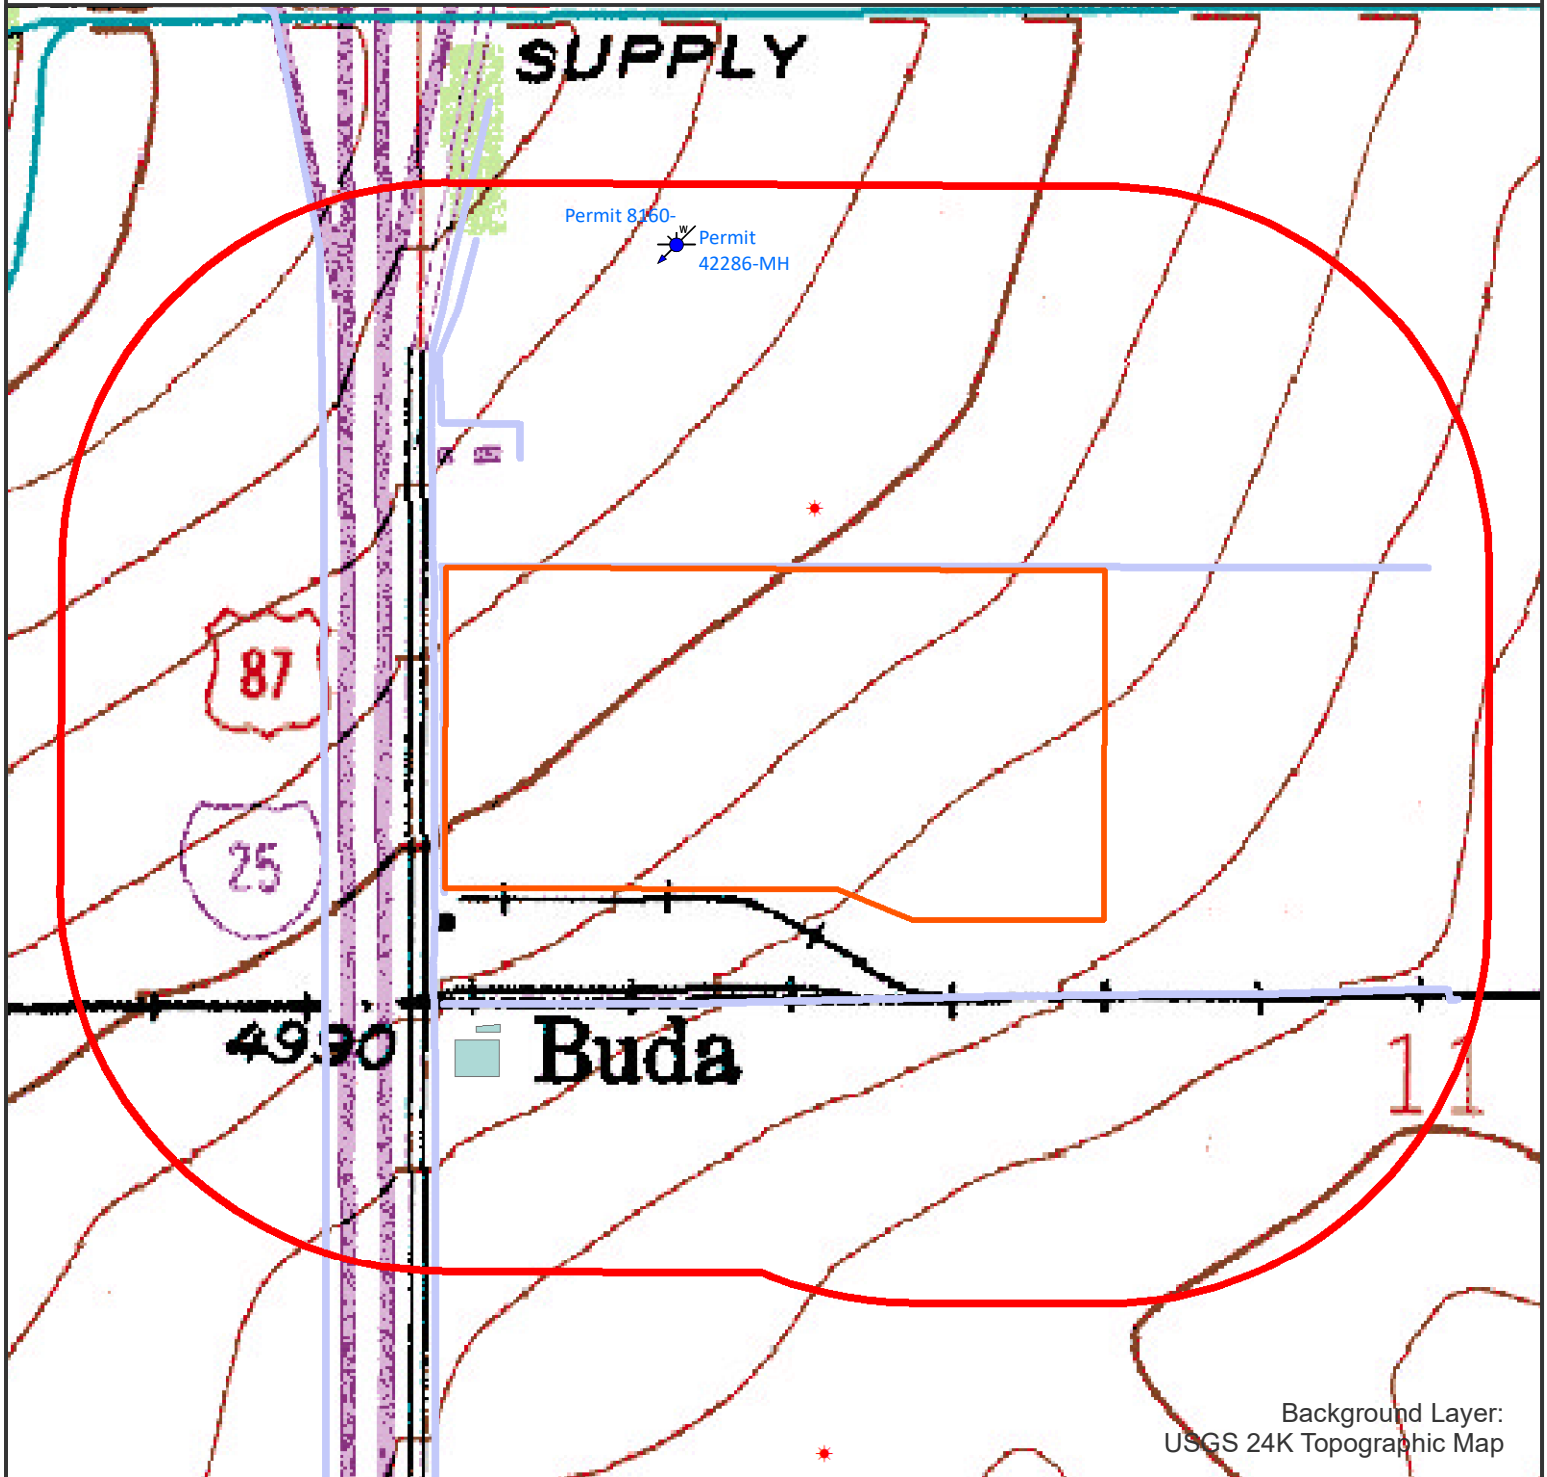 SUPPLY
Permit 8160-
W
Permit
42286-MH
87
25
4990
Buda
11
Background Layer:
USGS 24K Topographic Map